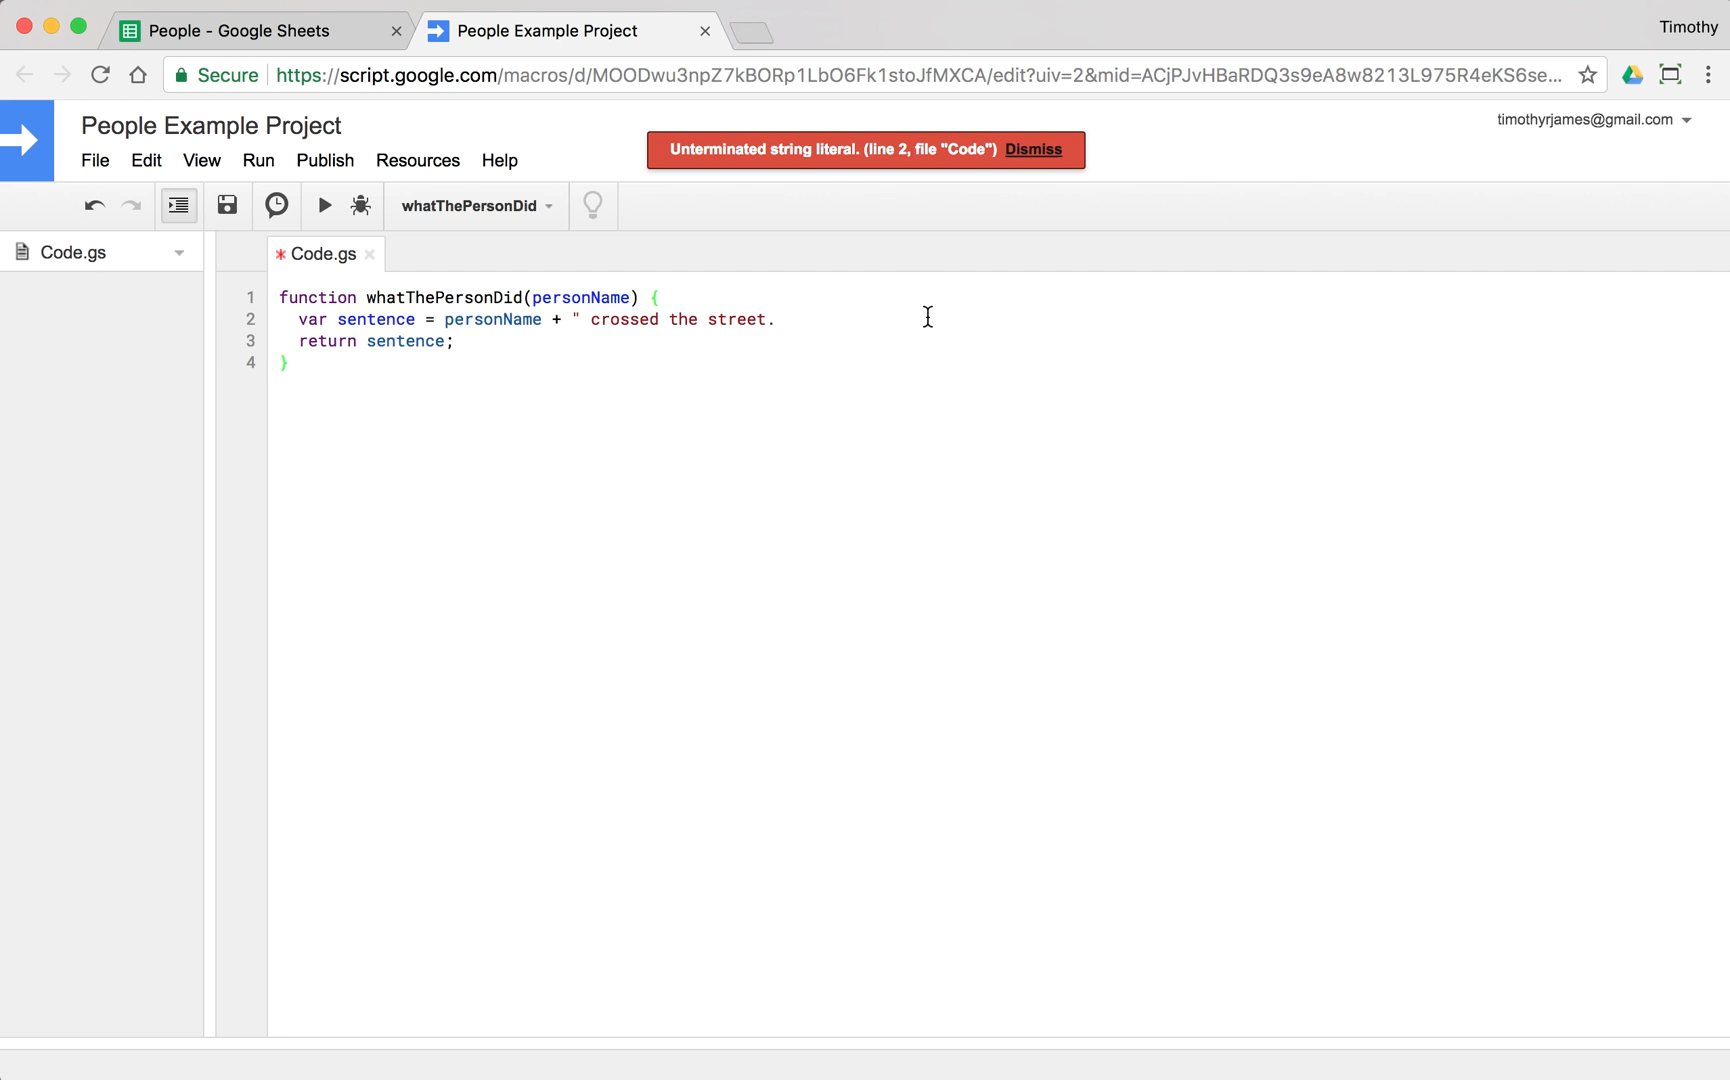 People - Google Sheets
People Example Project
Timothy
Secure https://script.google.com/macros/d/MOODwu3npZ7kBORp1LbO6Fk1stoJfMXCA/edit?uiv=2&mid=ACjPJvHBaRDQ3s9eA8w8213L975R4eKS6se...
People Example Project
timothyrjames@gmail.com
Unterminated string literal. (line 2, file "Code") Dismiss
File Edit View Run Publish Resources Help
whatThePersonDid
Code.gs
* Code.gs
1 function whatThePersonDid(personName) {
2 var sentence = personName + " crossed the street.
3 return sentence;
4 }